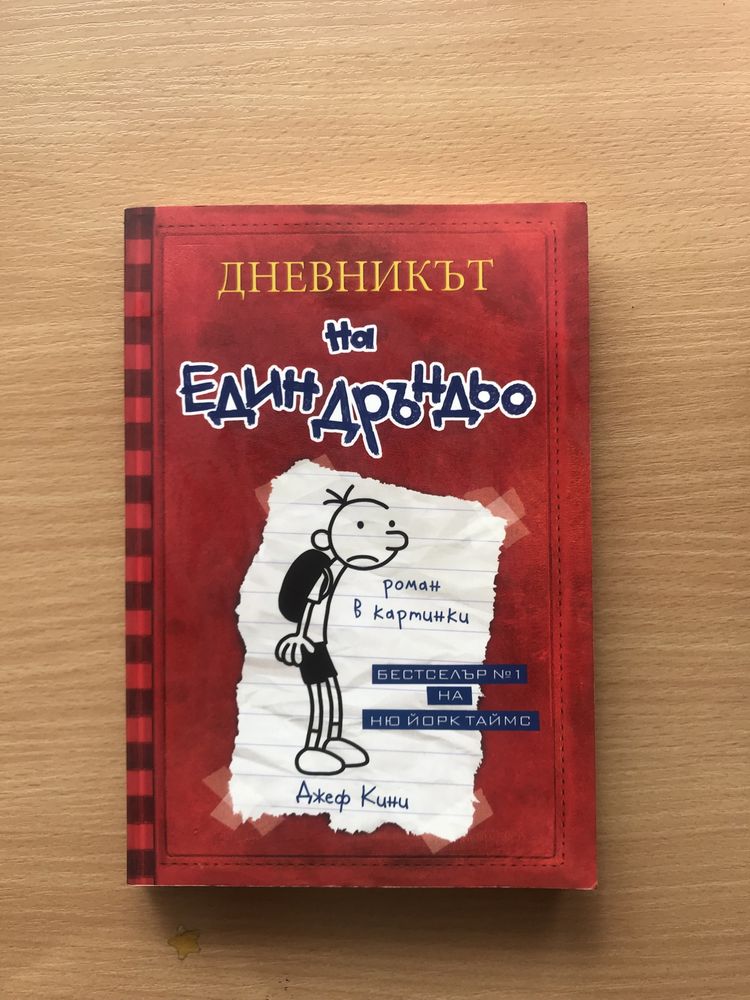 ДНЕВНИКЪТ
на
ЕДИН ДРЪНДЬО
роман
в картинки
БЕСТСЕЛЪР №1
НА
НЮ ЙОРК ТАЙМС
Джеф Кини